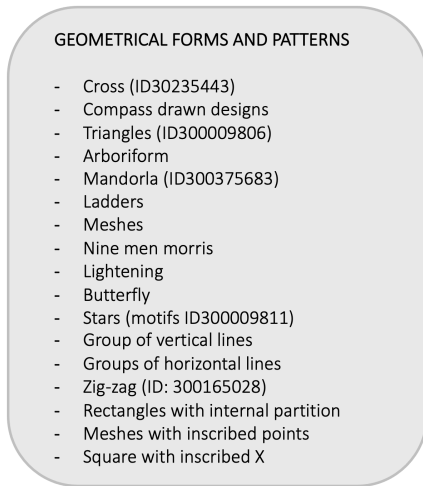 GEOMETRICAL FORMS AND PATTERNS
- Cross (ID30235443)
- Compass drawn designs
- Triangles (ID300009806)
- Arboriform
- Mandorla (ID300375683)
- Ladders
- Meshes
- Nine men morris
- Lightening
- Butterfly
- Stars (motifs ID300009811)
- Group of vertical lines
- Groups of horizontal lines
- Zig-zag (ID: 300165028)
- Rectangles with internal partition
- Meshes with inscribed points
- Square with inscribed X